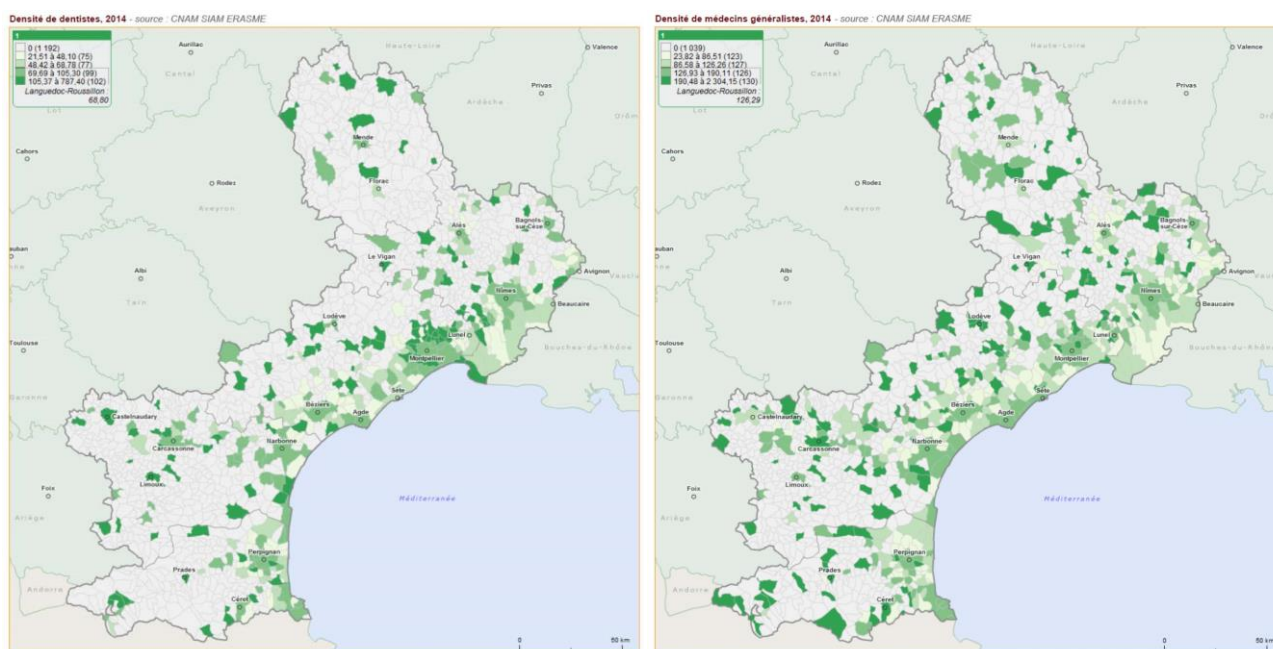 Densité de dentistes, 2014 - source : CNAM SIAM ERASME
1
0 (1 192)
21,51 à 48,10 (75)
48,42 à 68,78 (77)
69,69 à 105,30 (99)
105,37 à 787,40 (102)
Languedoc-Roussillon :
68,80
Aurillac
Haute-Loire
Valence
Cantal
Privas
Lot
Ardèche
Mende
Cahors
Rodez
Florac
Aveyron
Alès
Bagnols-
sur-Cèze
Le Vigan
Albi
Avignon
Tarn
Nîmes
Beaucaire
Lodève
Lunel
Toulouse
Montpellier
Bouches-du-Rhône
Sète
Garonne
Béziers
Castelnaudary
Agde
Carcassonne
Narbonne
Limoux
Foix
Méditerranée
Ariège
Perpignan
Prades
Andorra
Céret
0
50 km
Densité de médecins généralistes, 2014 - source : CNAM SIAM ERASME
1
0 (1 039)
23,82 à 86,51 (123)
86,58 à 126,26 (127)
126,93 à 190,11 (126)
190,48 à 2 304,15 (130)
Languedoc-Roussillon :
126,29
Aurillac
Haute-Loire
Valence
Cantal
Privas
Lot
Ardèche
Mende
Cahors
Rodez
Florac
Aveyron
Alès
Bagnols-
sur-Cèze
Le Vigan
Albi
Avignon
Tarn
Nîmes
Beaucaire
Lodève
Lunel
Toulouse
Montpellier
Bouches-du-Rhône
Sète
Garonne
Béziers
Castelnaudary
Agde
Carcassonne
Narbonne
Limoux
Foix
Méditerranée
Ariège
Perpignan
Prades
Andorra
Céret
0
50 km